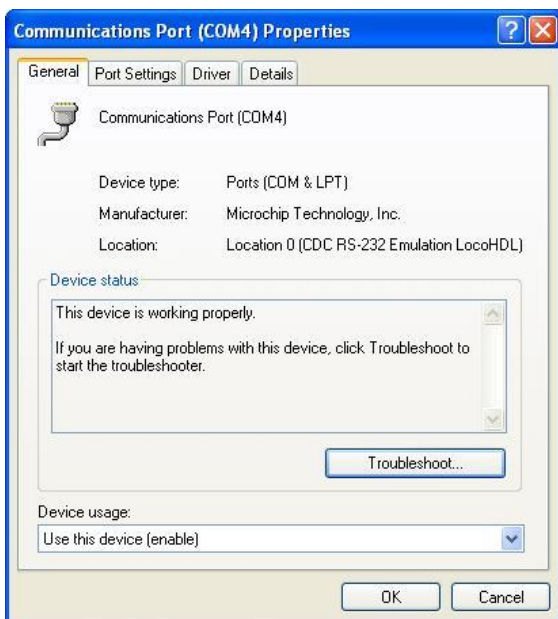 Communications Port (COM4) Properties
General Port Settings Driver Details
Communications Port (COM4)
Device type: Ports (COM & LPT)
Manufacturer: Microchip Technology, Inc.
Location: Location 0 (CDC RS-232 Emulation LocoHDL)
Device status
This device is working properly.
If you are having problems with this device, click Troubleshoot to
start the troubleshooter.
Troubleshoot...
Device usage:
Use this device (enable)
OK Cancel